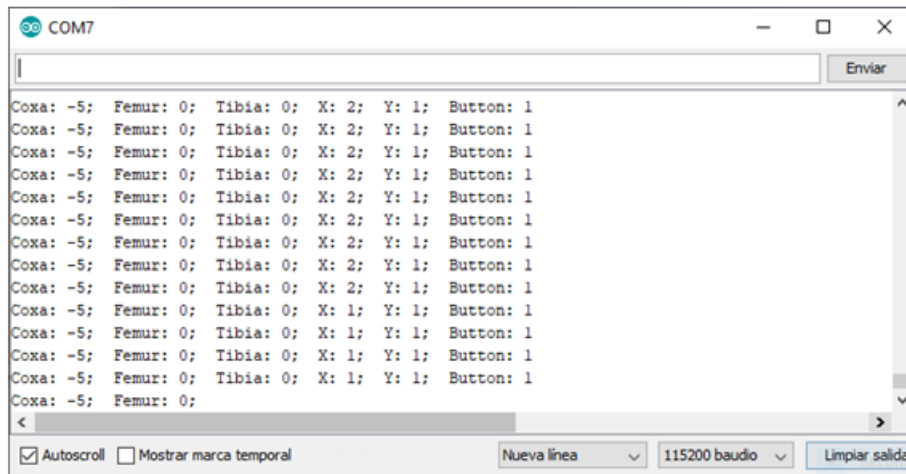 COM7
Enviar
Coxa: -5; Femur: 0; Tibia: 0; X: 2; Y: 1; Button: 1
Coxa: -5; Femur: 0; Tibia: 0; X: 2; Y: 1; Button: 1
Coxa: -5; Femur: 0; Tibia: 0; X: 2; Y: 1; Button: 1
Coxa: -5; Femur: 0; Tibia: 0; X: 2; Y: 1; Button: 1
Coxa: -5; Femur: 0; Tibia: 0; X: 2; Y: 1; Button: 1
Coxa: -5; Femur: 0; Tibia: 0; X: 2; Y: 1; Button: 1
Coxa: -5; Femur: 0; Tibia: 0; X: 2; Y: 1; Button: 1
Coxa: -5; Femur: 0; Tibia: 0; X: 2; Y: 1; Button: 1
Coxa: -5; Femur: 0; Tibia: 0; X: 2; Y: 1; Button: 1
Coxa: -5; Femur: 0; Tibia: 0; X: 1; Y: 1; Button: 1
Coxa: -5; Femur: 0; Tibia: 0; X: 1; Y: 1; Button: 1
Coxa: -5; Femur: 0; Tibia: 0; X: 1; Y: 1; Button: 1
Coxa: -5; Femur: 0; Tibia: 0; X: 1; Y: 1; Button: 1
Coxa: -5; Femur: 0;
Autoscroll Mostrar marca temporal Nueva línea 115200 baudio Limpiar salida